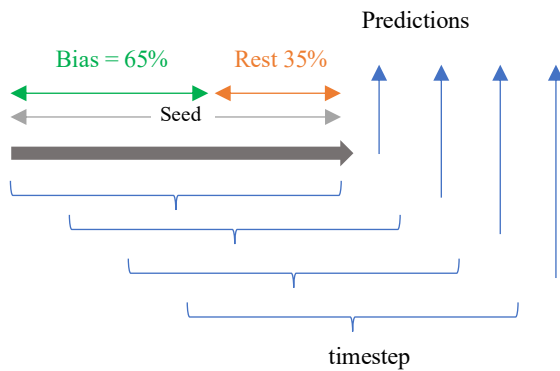 Predictions
Bias = 65%
Rest 35%
Seed
timestep